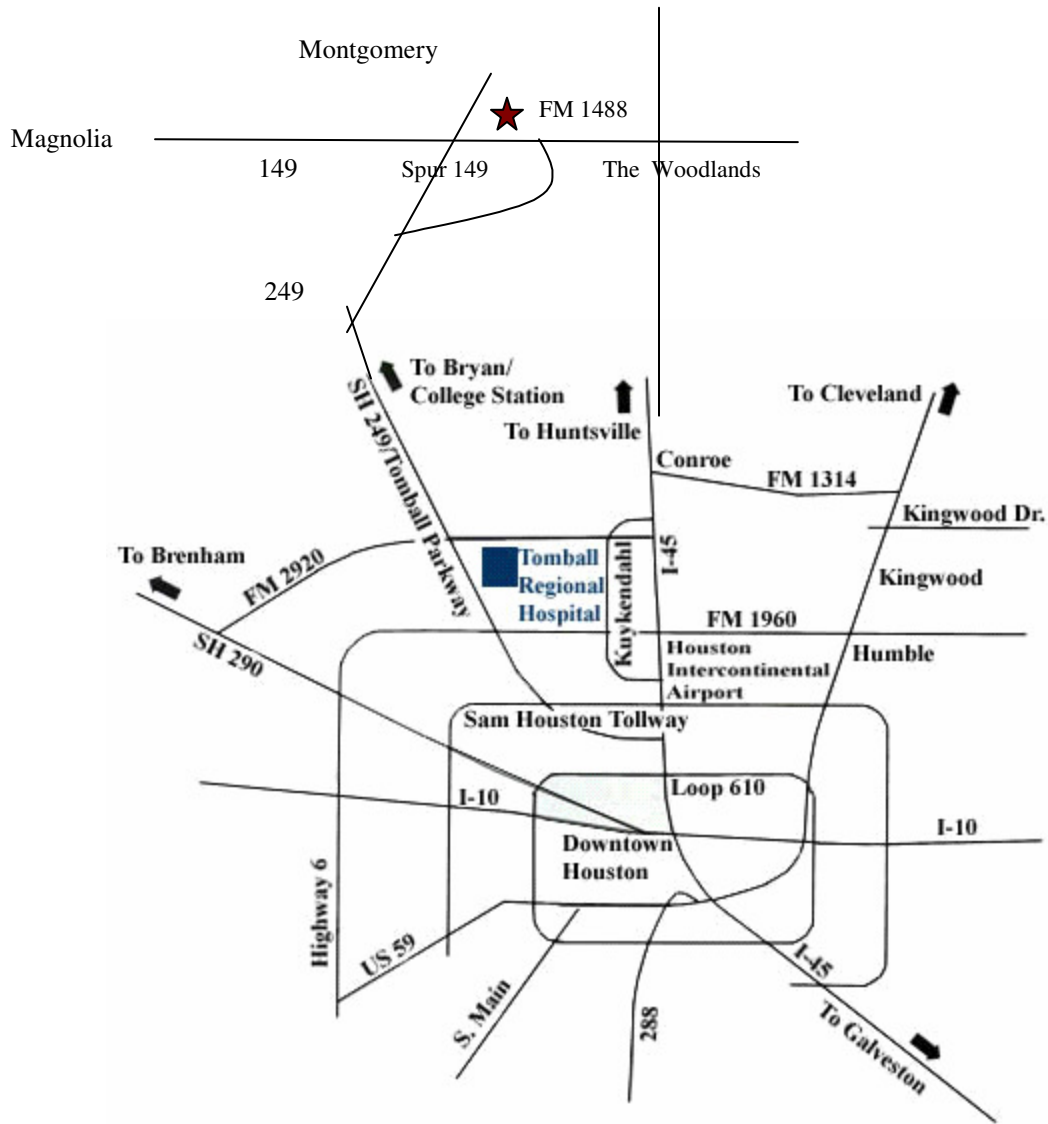 Montgomery
FM 1488
Magnolia
149
Spur 149
The Woodlands
249
To Bryan/
College Station
To Cleveland
To Huntsville
SH 249/Tomball Parkway
Conroe
FM 1314
Kingwood Dr.
To Brenham
FM 2920
Tomball
Regional
Hospital
Kuykendahl
I-45
Kingwood
FM 1960
SH 290
Houston
Intercontinental
Airport
Humble
Sam Houston Tollway
Loop 610
I-10
I-10
Downtown
Houston
Highway 6
US 59
I-45
S. Main
288
To Galveston